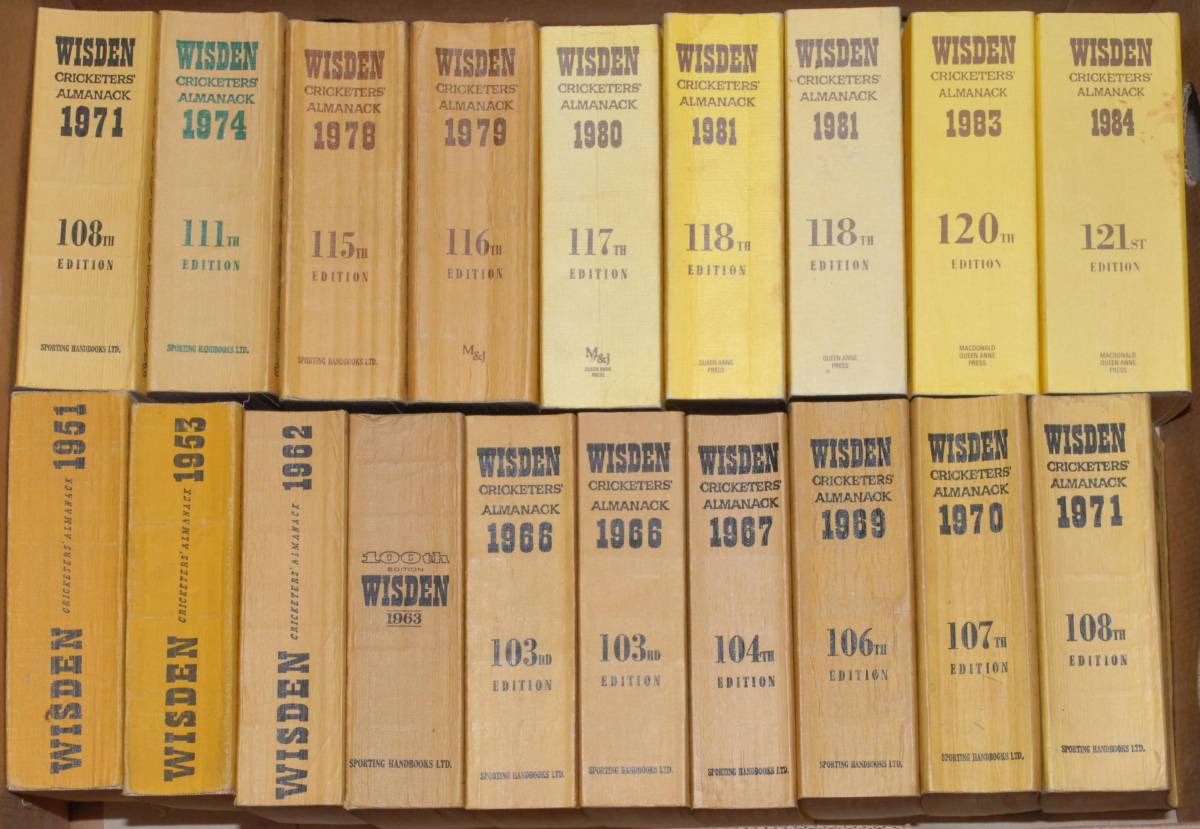 WISDEN
CRICKETERS'
ALMANACK
1971
108TH
EDITION
SPORTING HANDBOOKS LTD.
WISDEN
CRICKETERS'
ALMANACK
1974
111TH
EDITION
SPORTING HANDBOOKS LTD.
WISDEN
CRICKETERS'
ALMANACK
1978
115TH
EDITION
SPORTING HANDBOOKS LTD.
WISDEN
CRICKETERS'
ALMANACK
1979
116TH
EDITION
M&J
WISDEN
CRICKETERS'
ALMANACK
1980
117TH
EDITION
M&J
QUEEN ANNE
PRESS
WISDEN
CRICKETERS'
ALMANACK
1981
118TH
EDITION
QUEEN ANNE
PRESS
WISDEN
CRICKETERS'
ALMANACK
1981
118TH
EDITION
QUEEN ANNE
PRESS
WISDEN
CRICKETERS'
ALMANACK
1983
120TH
EDITION
MACDONALD
QUEEN ANNE
PRESS
WISDEN
CRICKETERS'
ALMANACK
1984
121ST
EDITION
MACDONALD
QUEEN ANNE
PRESS
WISDEN CRICKETERS' ALMANACK 1951
WISDEN CRICKETERS' ALMANACK 1953
WISDEN CRICKETERS' ALMANACK 1962
100th
EDITION
WISDEN
1963
SPORTING HANDBOOKS LTD.
WISDEN
CRICKETERS'
ALMANACK
1966
103RD
EDITION
SPORTING HANDBOOKS LTD.
WISDEN
CRICKETERS'
ALMANACK
1966
103RD
EDITION
SPORTING HANDBOOKS LTD.
WISDEN
CRICKETERS'
ALMANACK
1967
104TH
EDITION
SPORTING HANDBOOKS LTD.
WISDEN
CRICKETERS'
ALMANACK
1969
106TH
EDITION
SPORTING HANDBOOKS LTD.
WISDEN
CRICKETERS'
ALMANACK
1970
107TH
EDITION
SPORTING HANDBOOKS LTD.
WISDEN
CRICKETERS'
ALMANACK
1971
108TH
EDITION
SPORTING HANDBOOKS LTD.